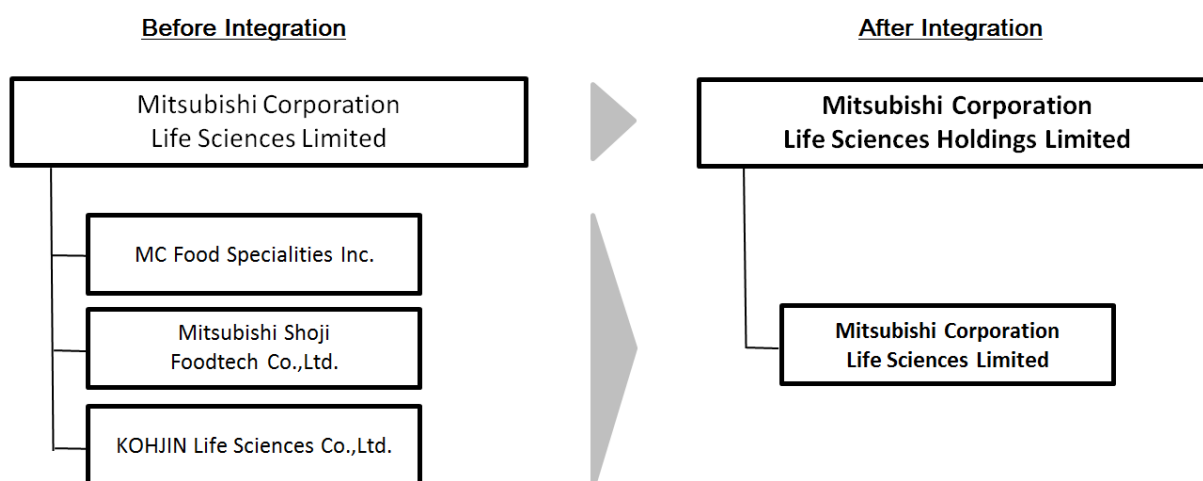 Before Integration
After Integration
Mitsubishi Corporation
Life Sciences Limited
Mitsubishi Corporation
Life Sciences Holdings Limited
MC Food Specialities Inc.
Mitsubishi Shoji
Foodtech Co.,Ltd.
KOHJIN Life Sciences Co.,Ltd.
Mitsubishi Corporation
Life Sciences Limited